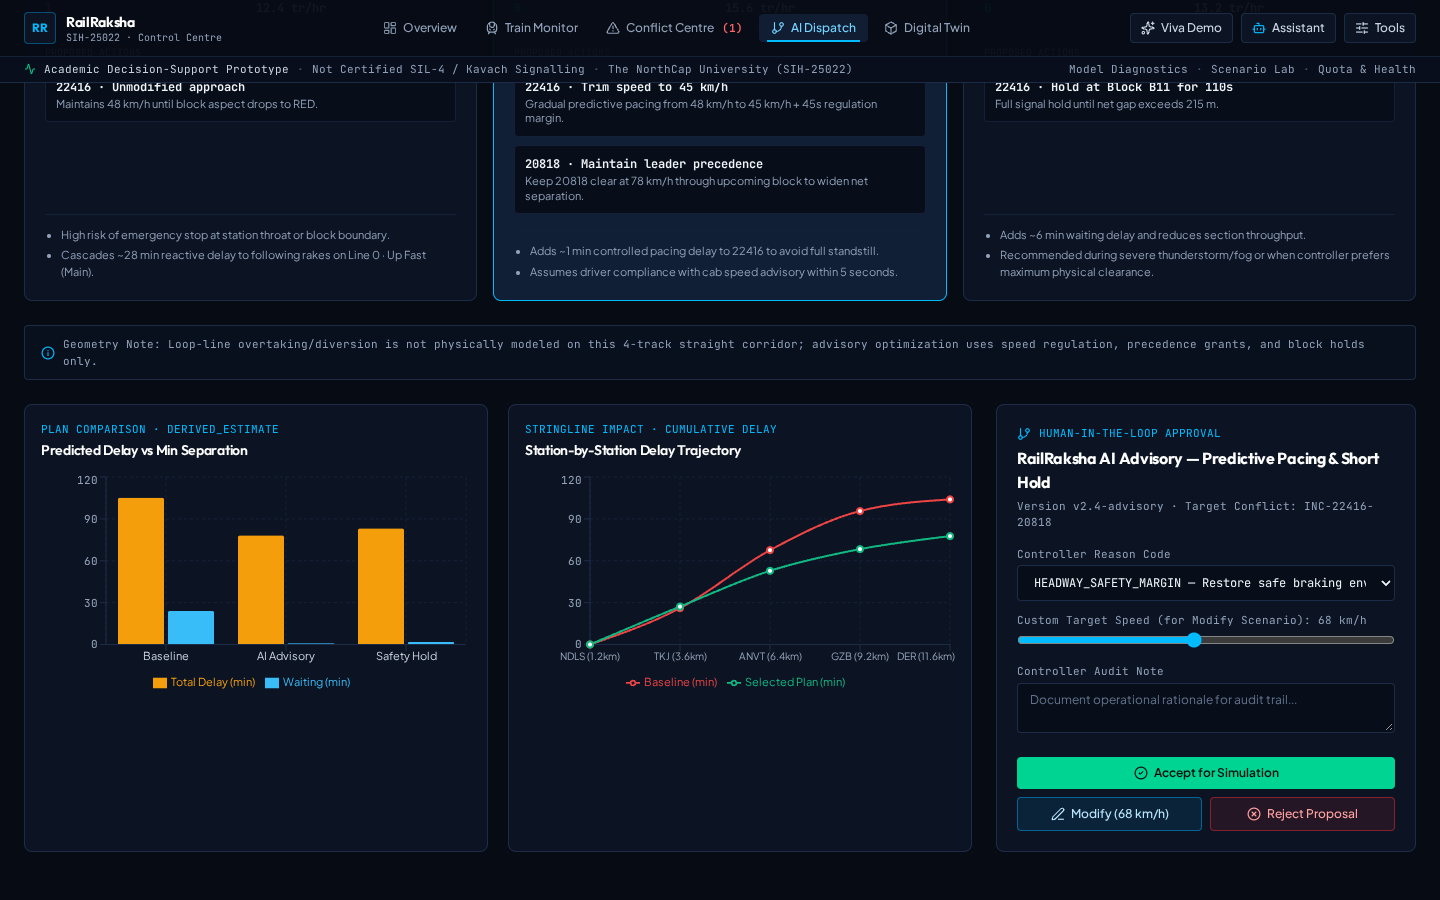 RR
RailRaksha
SIH-25022 · Control Centre
Overview
Train Monitor
Conflict Centre (1)
AI Dispatch
Digital Twin
Viva Demo
Assistant
Tools
12.4 tr/hr
15.8 tr/hr
13.2 tr/hr
Academic Decision-Support Prototype · Not Certified SIL-4 / Kavach Signalling · The NorthCap University (SIH-25022)
Model Diagnostics · Scenario Lab · Quota & Health
22416 · Unmodified approach
Maintains 48 km/h until block aspect drops to RED.
High risk of emergency stop at station throat or block boundary.
Cascades ~28 min reactive delay to following rakes on Line 0 · Up Fast
(Main).
22416 · Trim speed to 45 km/h
Gradual predictive pacing from 48 km/h to 45 km/h + 45s regulation
margin.
20818 · Maintain leader precedence
Keep 20818 clear at 78 km/h through upcoming block to widen net
separation.
Adds ~1 min controlled pacing delay to 22416 to avoid full standstill.
Assumes driver compliance with cab speed advisory within 5 seconds.
22416 · Hold at Block B11 for 110s
Full signal hold until net gap exceeds 215 m.
Adds ~6 min waiting delay and reduces section throughput.
Recommended during severe thunderstorm/fog or when controller prefers
maximum physical clearance.
Geometry Note: Loop-line overtaking/diversion is not physically modeled on this 4-track straight corridor; advisory optimization uses speed regulation, precedence grants, and block holds
only.
PLAN COMPARISON · DERIVED_ESTIMATE
Predicted Delay vs Min Separation
120
90
60
30
0
Baseline
AI Advisory
Safety Hold
Total Delay (min)
Waiting (min)
STRINGLINE IMPACT · CUMULATIVE DELAY
Station-by-Station Delay Trajectory
120
90
60
30
0
NDLS (1.2km)
TKJ (3.6km)
ANVT (6.4km)
GZB (9.2km)
DER (11.6km)
Baseline (min)
Selected Plan (min)
HUMAN-IN-THE-LOOP APPROVAL
RailRaksha AI Advisory — Predictive Pacing & Short
Hold
Version v2.4-advisory · Target Conflict: INC-22416-
20818
Controller Reason Code
HEADWAY_SAFETY_MARGIN — Restore safe braking env
Custom Target Speed (for Modify Scenario): 68 km/h
Controller Audit Note
Document operational rationale for audit trail...
Accept for Simulation
Modify (68 km/h)
Reject Proposal